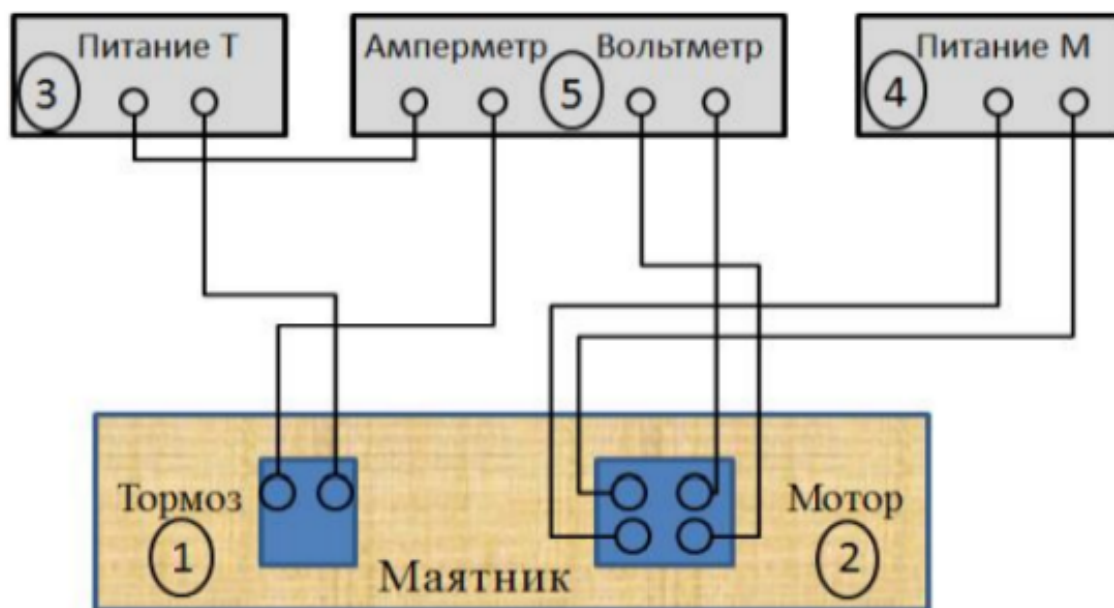 Питание Т
3
Амперметр
5
Вольтметр
Питание М
4
Тормоз
1
Мотор
2
Маятник